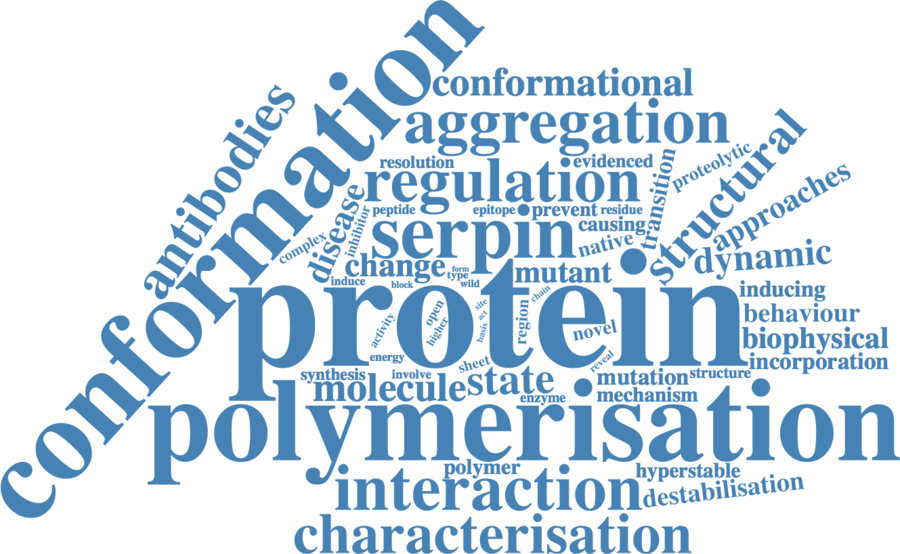 conformation
conformational
antibodies
aggregation
resolution
evidenced
proteolytic
structural
regulation
transition
approaches
disease
inhibitor
peptide
epitope
prevent
residue
complex
serpin
causing
native
dynamic
change
form
type
wild
mutant
induce
block
protein
inducing
open
higher
site
act
basis
chain
region
novel
behaviour
activity
biophysical
energy
sheet
reveal
incorporation
synthesis
involve
molecule
state
enzyme
mutation
structure
mechanism
polymerisation
polymer
hyperstable
interaction
destabilisation
characterisation